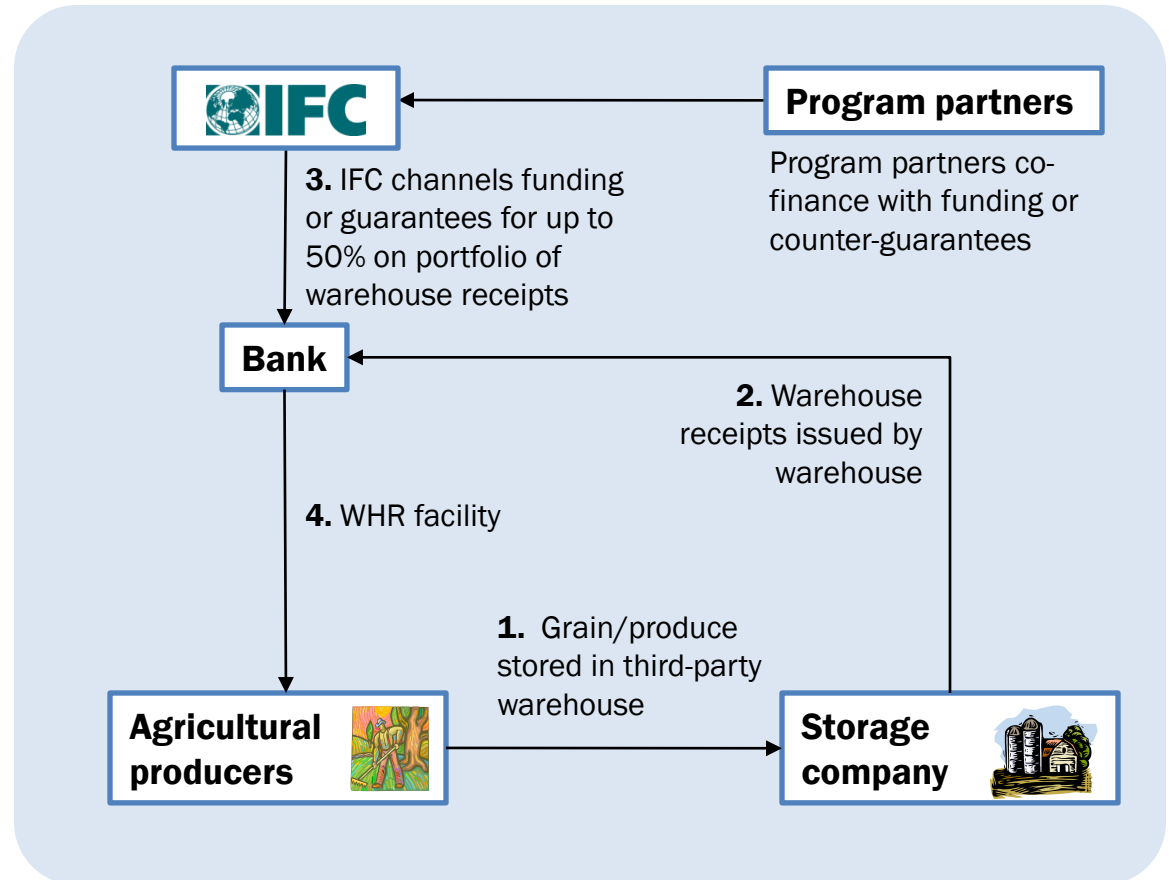 IFC
Program partners
Program partners co-
finance with funding or
counter-guarantees
3. IFC channels funding
or guarantees for up to
50% on portfolio of
warehouse receipts
Bank
2. Warehouse
receipts issued by
warehouse
4. WHR facility
1. Grain/produce
stored in third-party
warehouse
Agricultural
producers
Storage
company